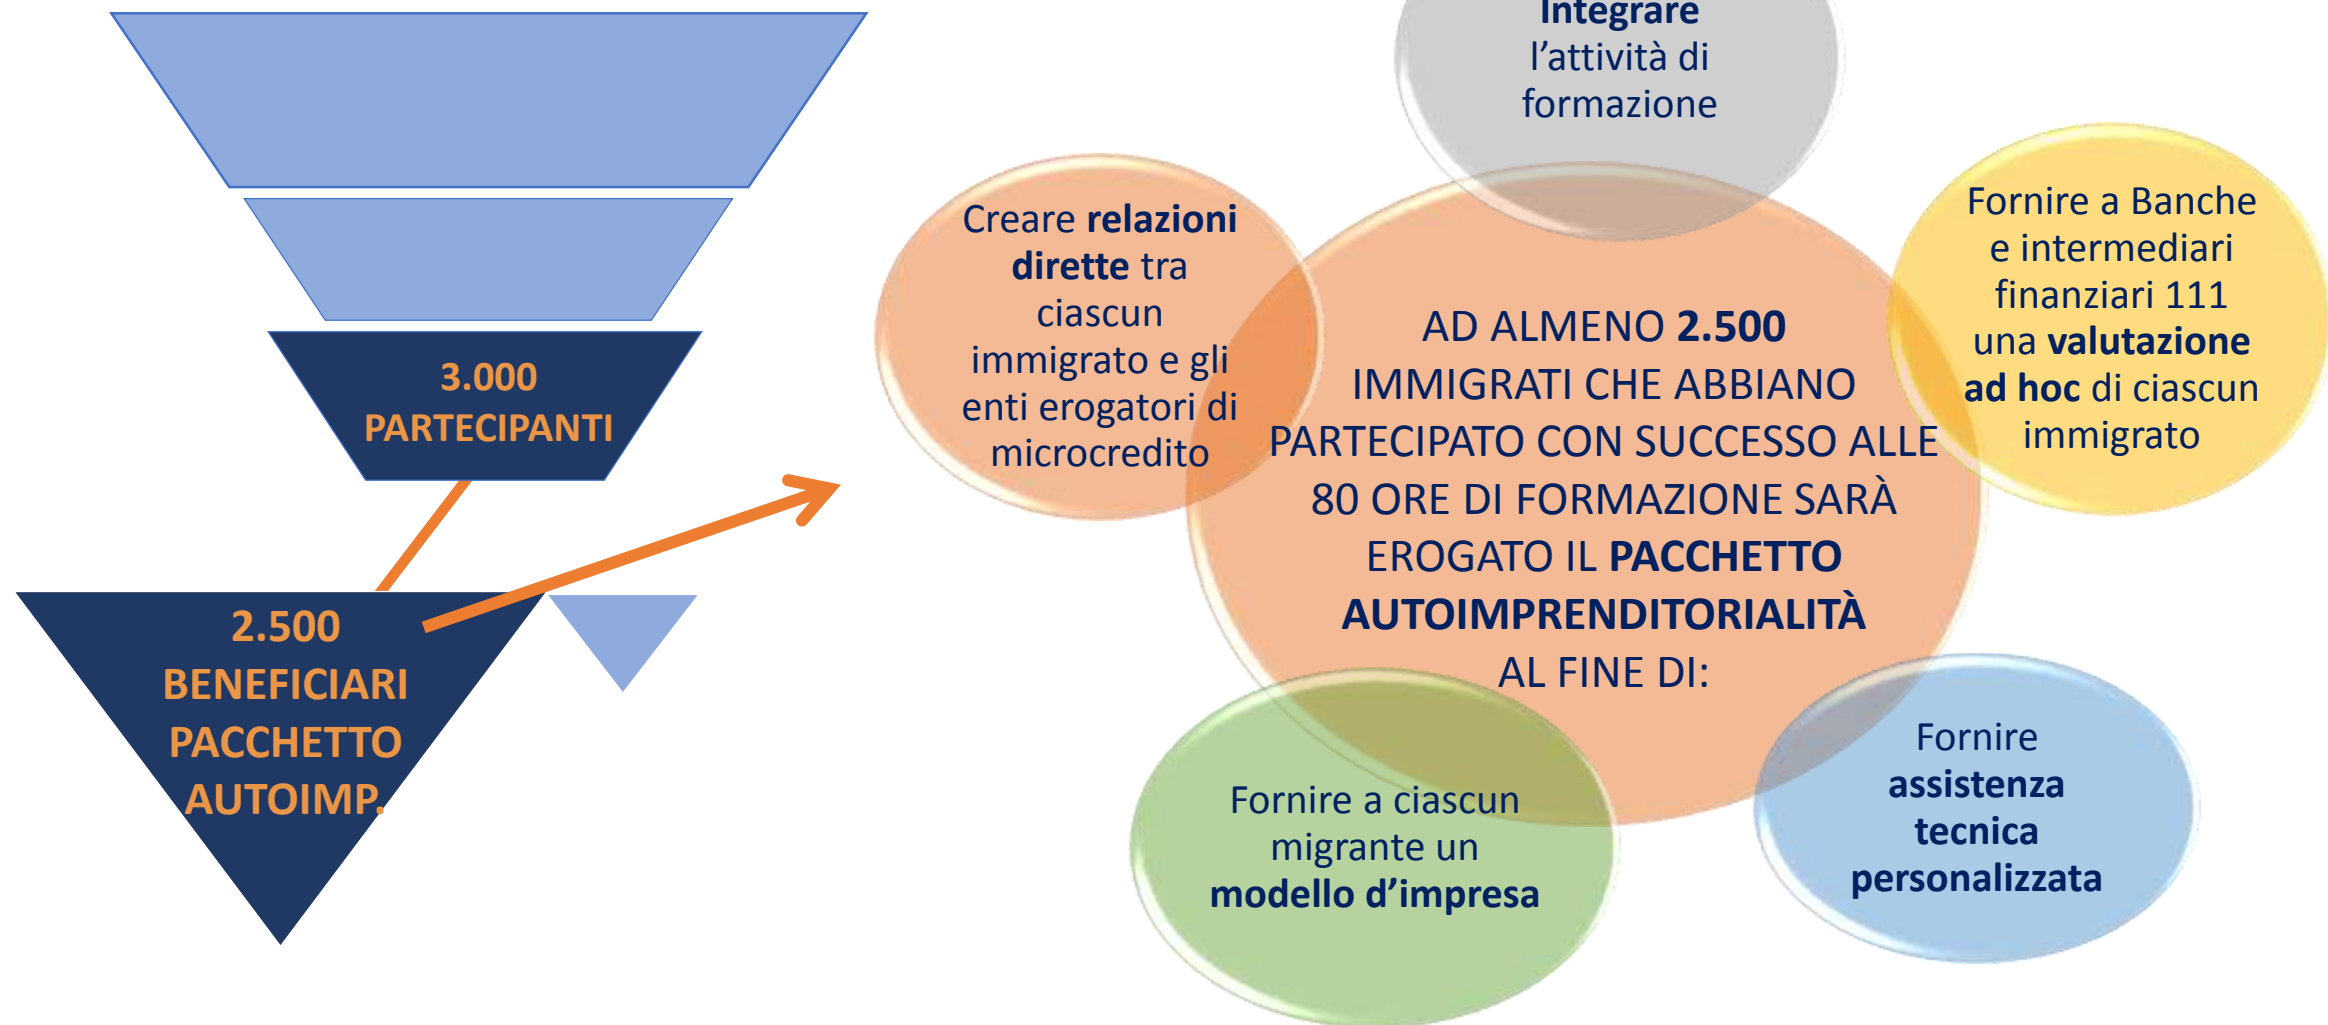 3.000
PARTECIPANTI
2.500
BENEFICIARI
PACCHETTO
AUTOIMP.
Integrare
l'attività di
formazione
Creare relazioni
dirette tra
ciascun
immigrato e gli
enti erogatori di
microcredito
Fornire a Banche
e intermediari
finanziari 111
una valutazione
ad hoc di ciascun
immigrato
AD ALMENO 2.500
IMMIGRATI CHE ABBIANO
PARTECIPATO CON SUCCESSO ALLE
80 ORE DI FORMAZIONE SARÀ
EROGATO IL PACCHETTO
AUTOIMPRENDITORIALITÀ
AL FINE DI:
Fornire a ciascun
migrante un
modello d'impresa
Fornire
assistenza
tecnica
personalizzata